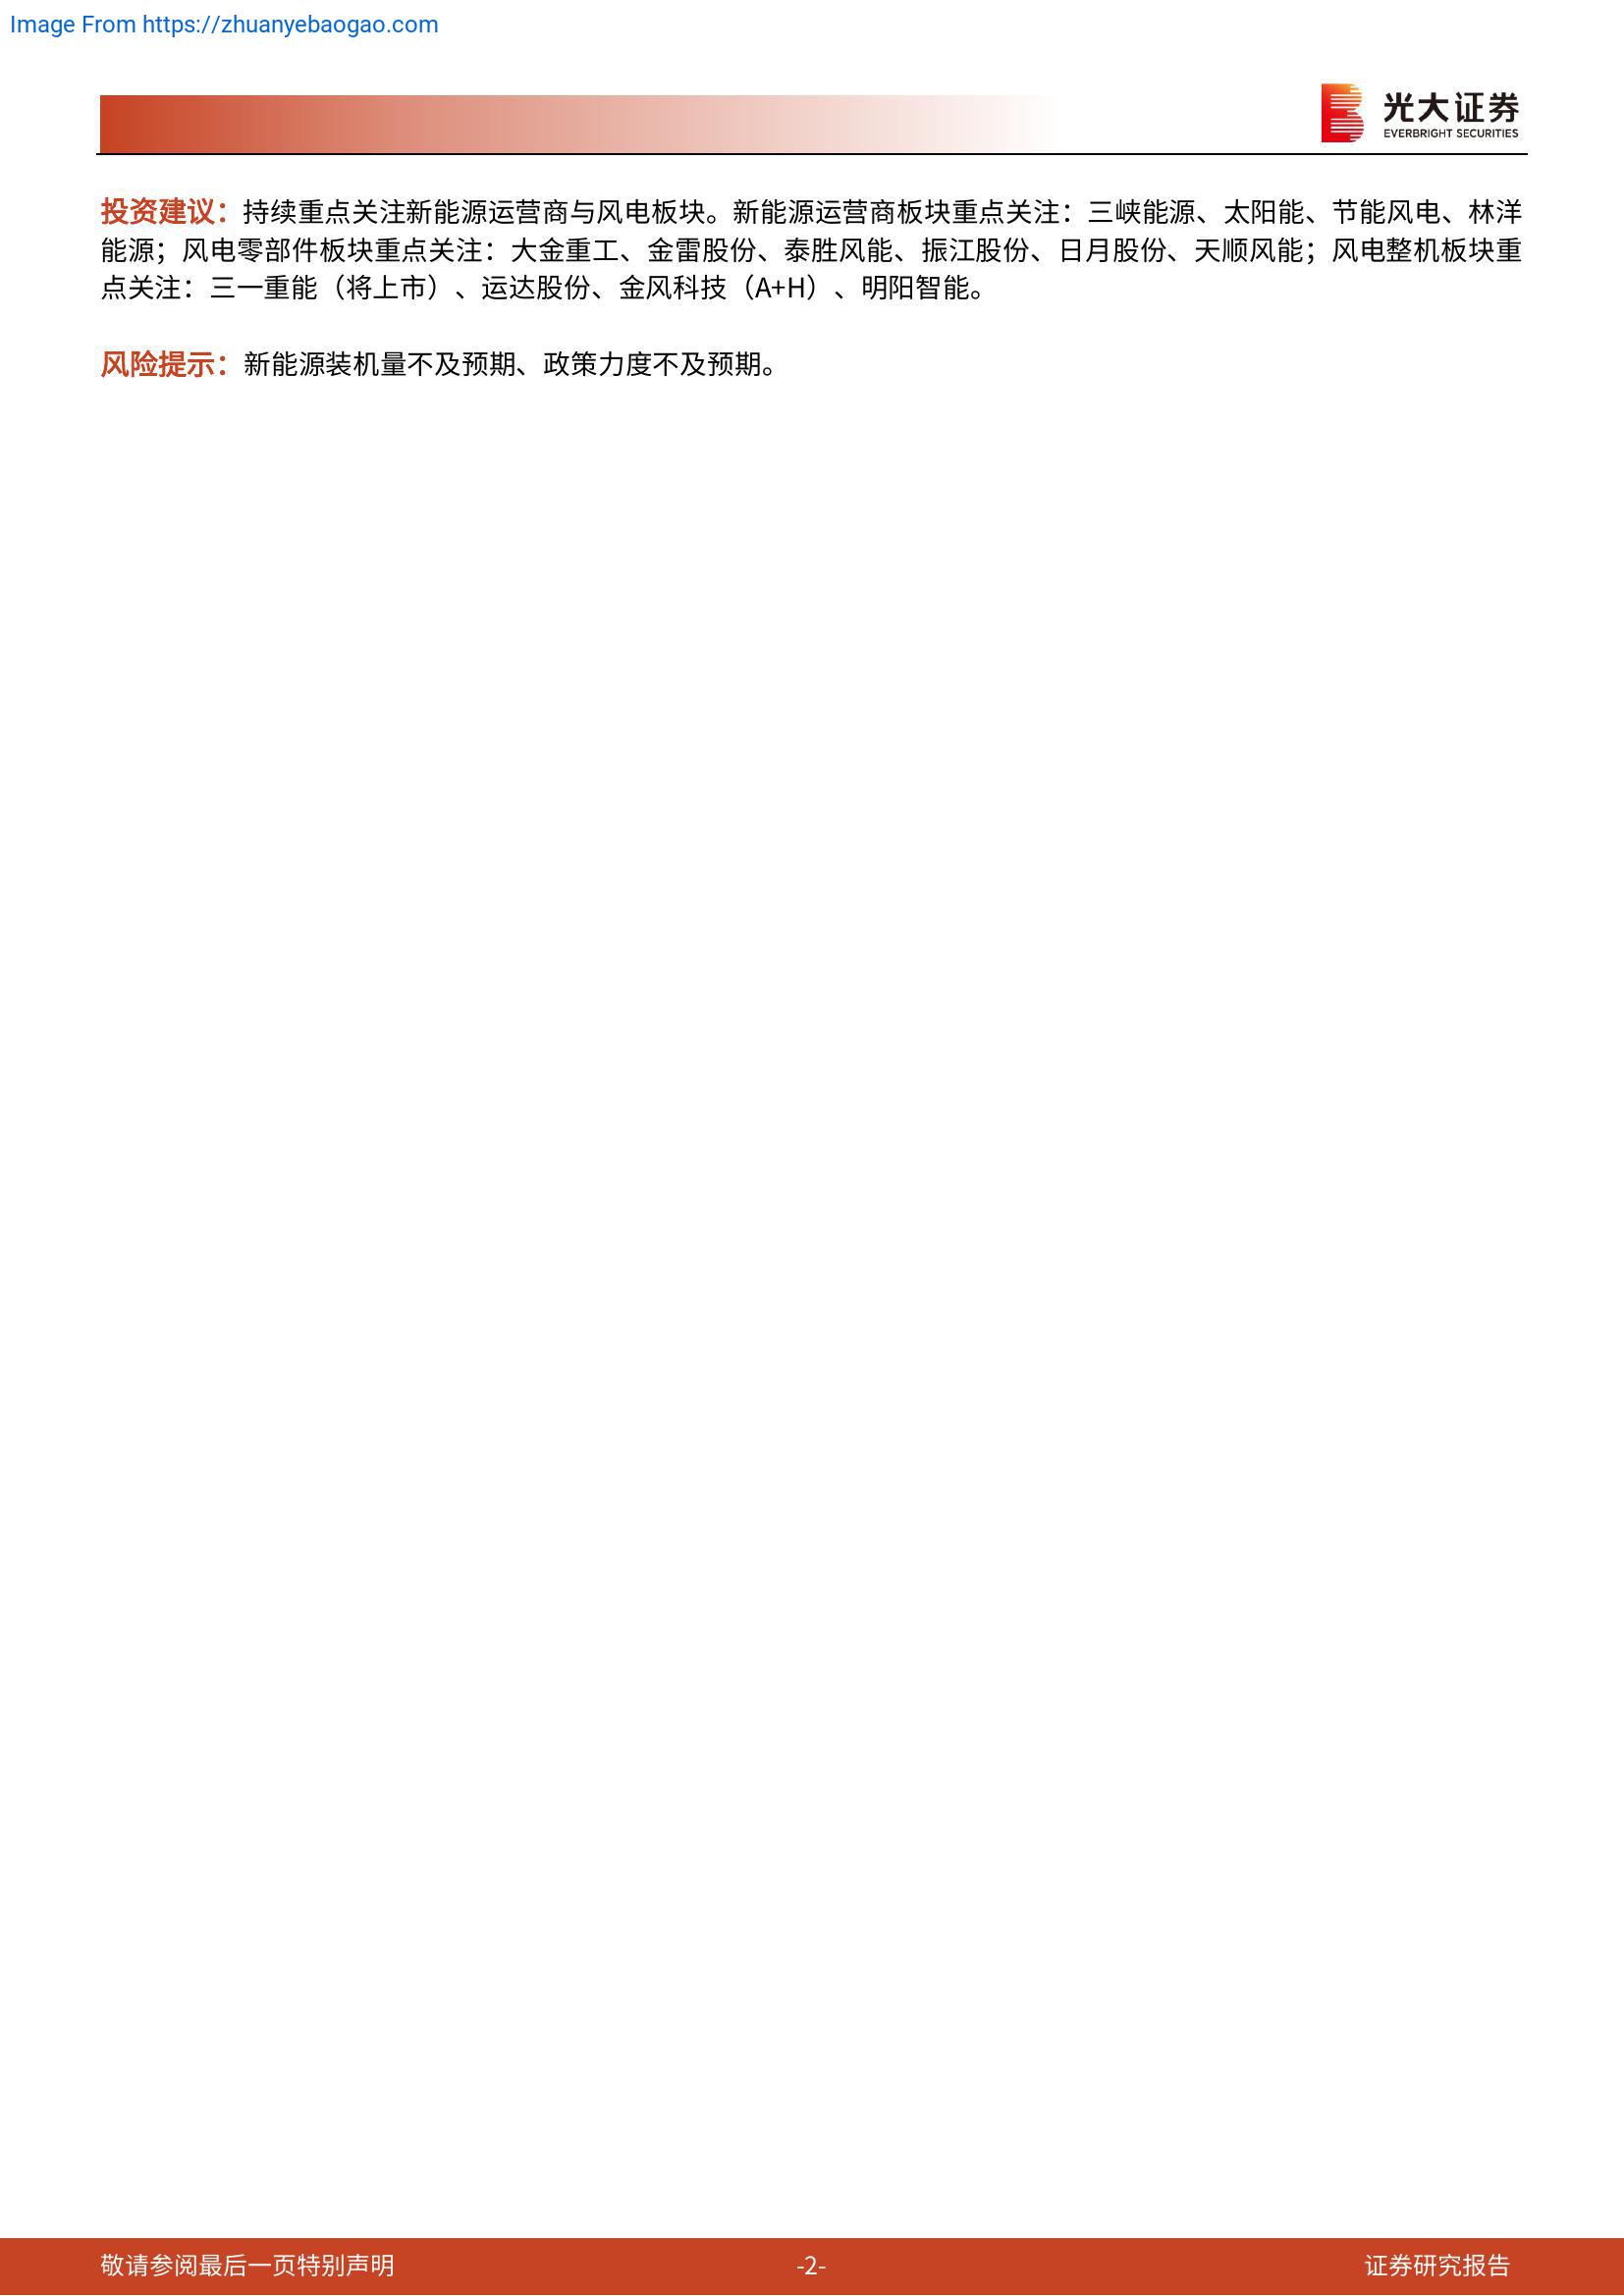 Image From https://zhuanyebaogao.com
光大证券
EVERBRIGHT SECURITIES
投资建议：持续重点关注新能源运营商与风电板块。新能源运营商板块重点关注：三峡能源、太阳能、节能风电、林洋
能源；风电零部件板块重点关注：大金重工、金雷股份、泰胜风能、振江股份、日月股份、天顺风能；风电整机板块重
点关注：三一重能（将上市）、运达股份、金风科技（A+H）、明阳智能。
风险提示：新能源装机量不及预期、政策力度不及预期。
敬请参阅最后一页特别声明
-2-
证券研究报告